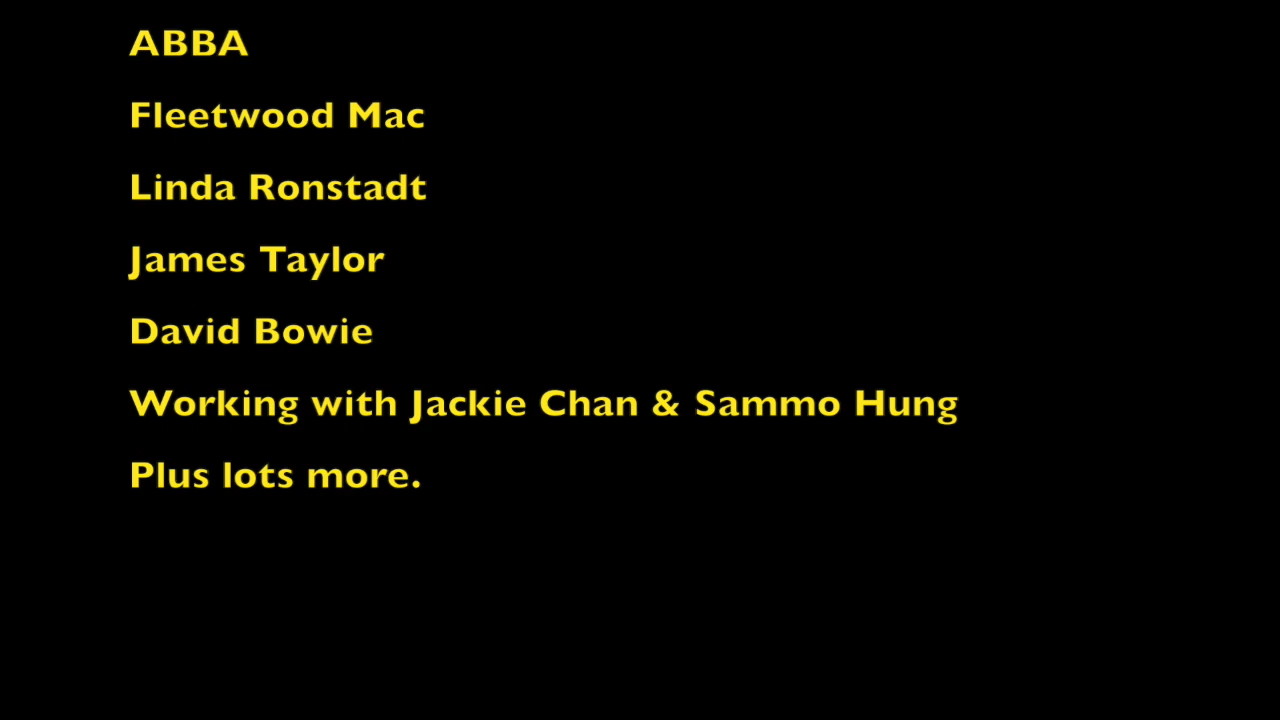 ABBA
Fleetwood Mac
Linda Ronstadt
James Taylor
David Bowie
Working with Jackie Chan & Sammo Hung
Plus lots more.